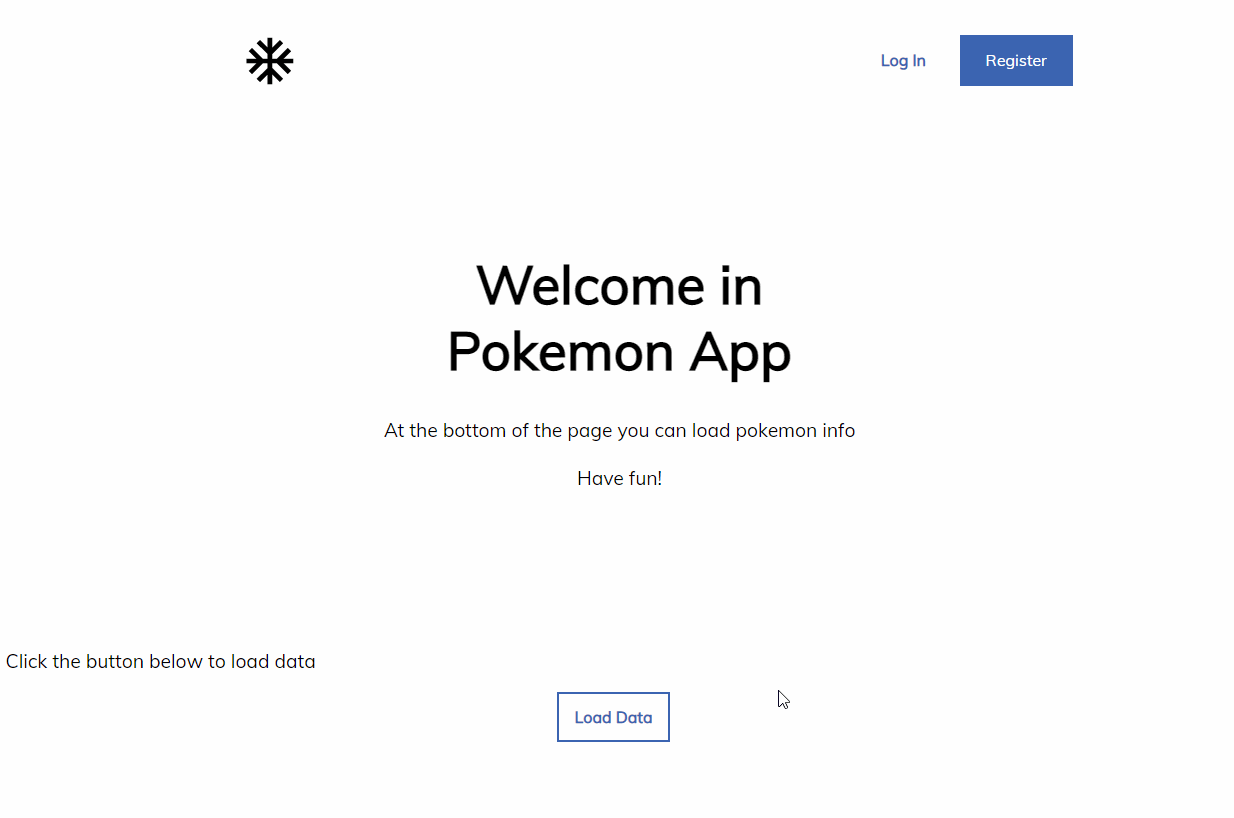 Log In
Register
Welcome in
Pokemon App
At the bottom of the page you can load pokemon info
Have fun!
Click the button below to load data
Load Data